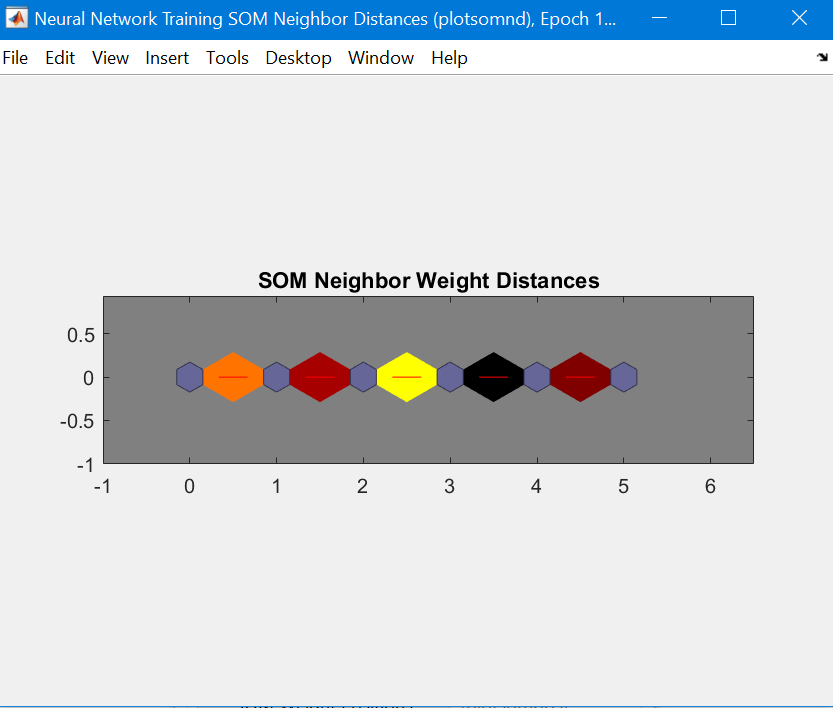 Neural Network Training SOM Neighbor Distances (plotsomnd), Epoch 1...
File Edit View Insert Tools Desktop Window Help
SOM Neighbor Weight Distances
0.5
0
-0.5
-1
-1 0 1 2 3 4 5 6